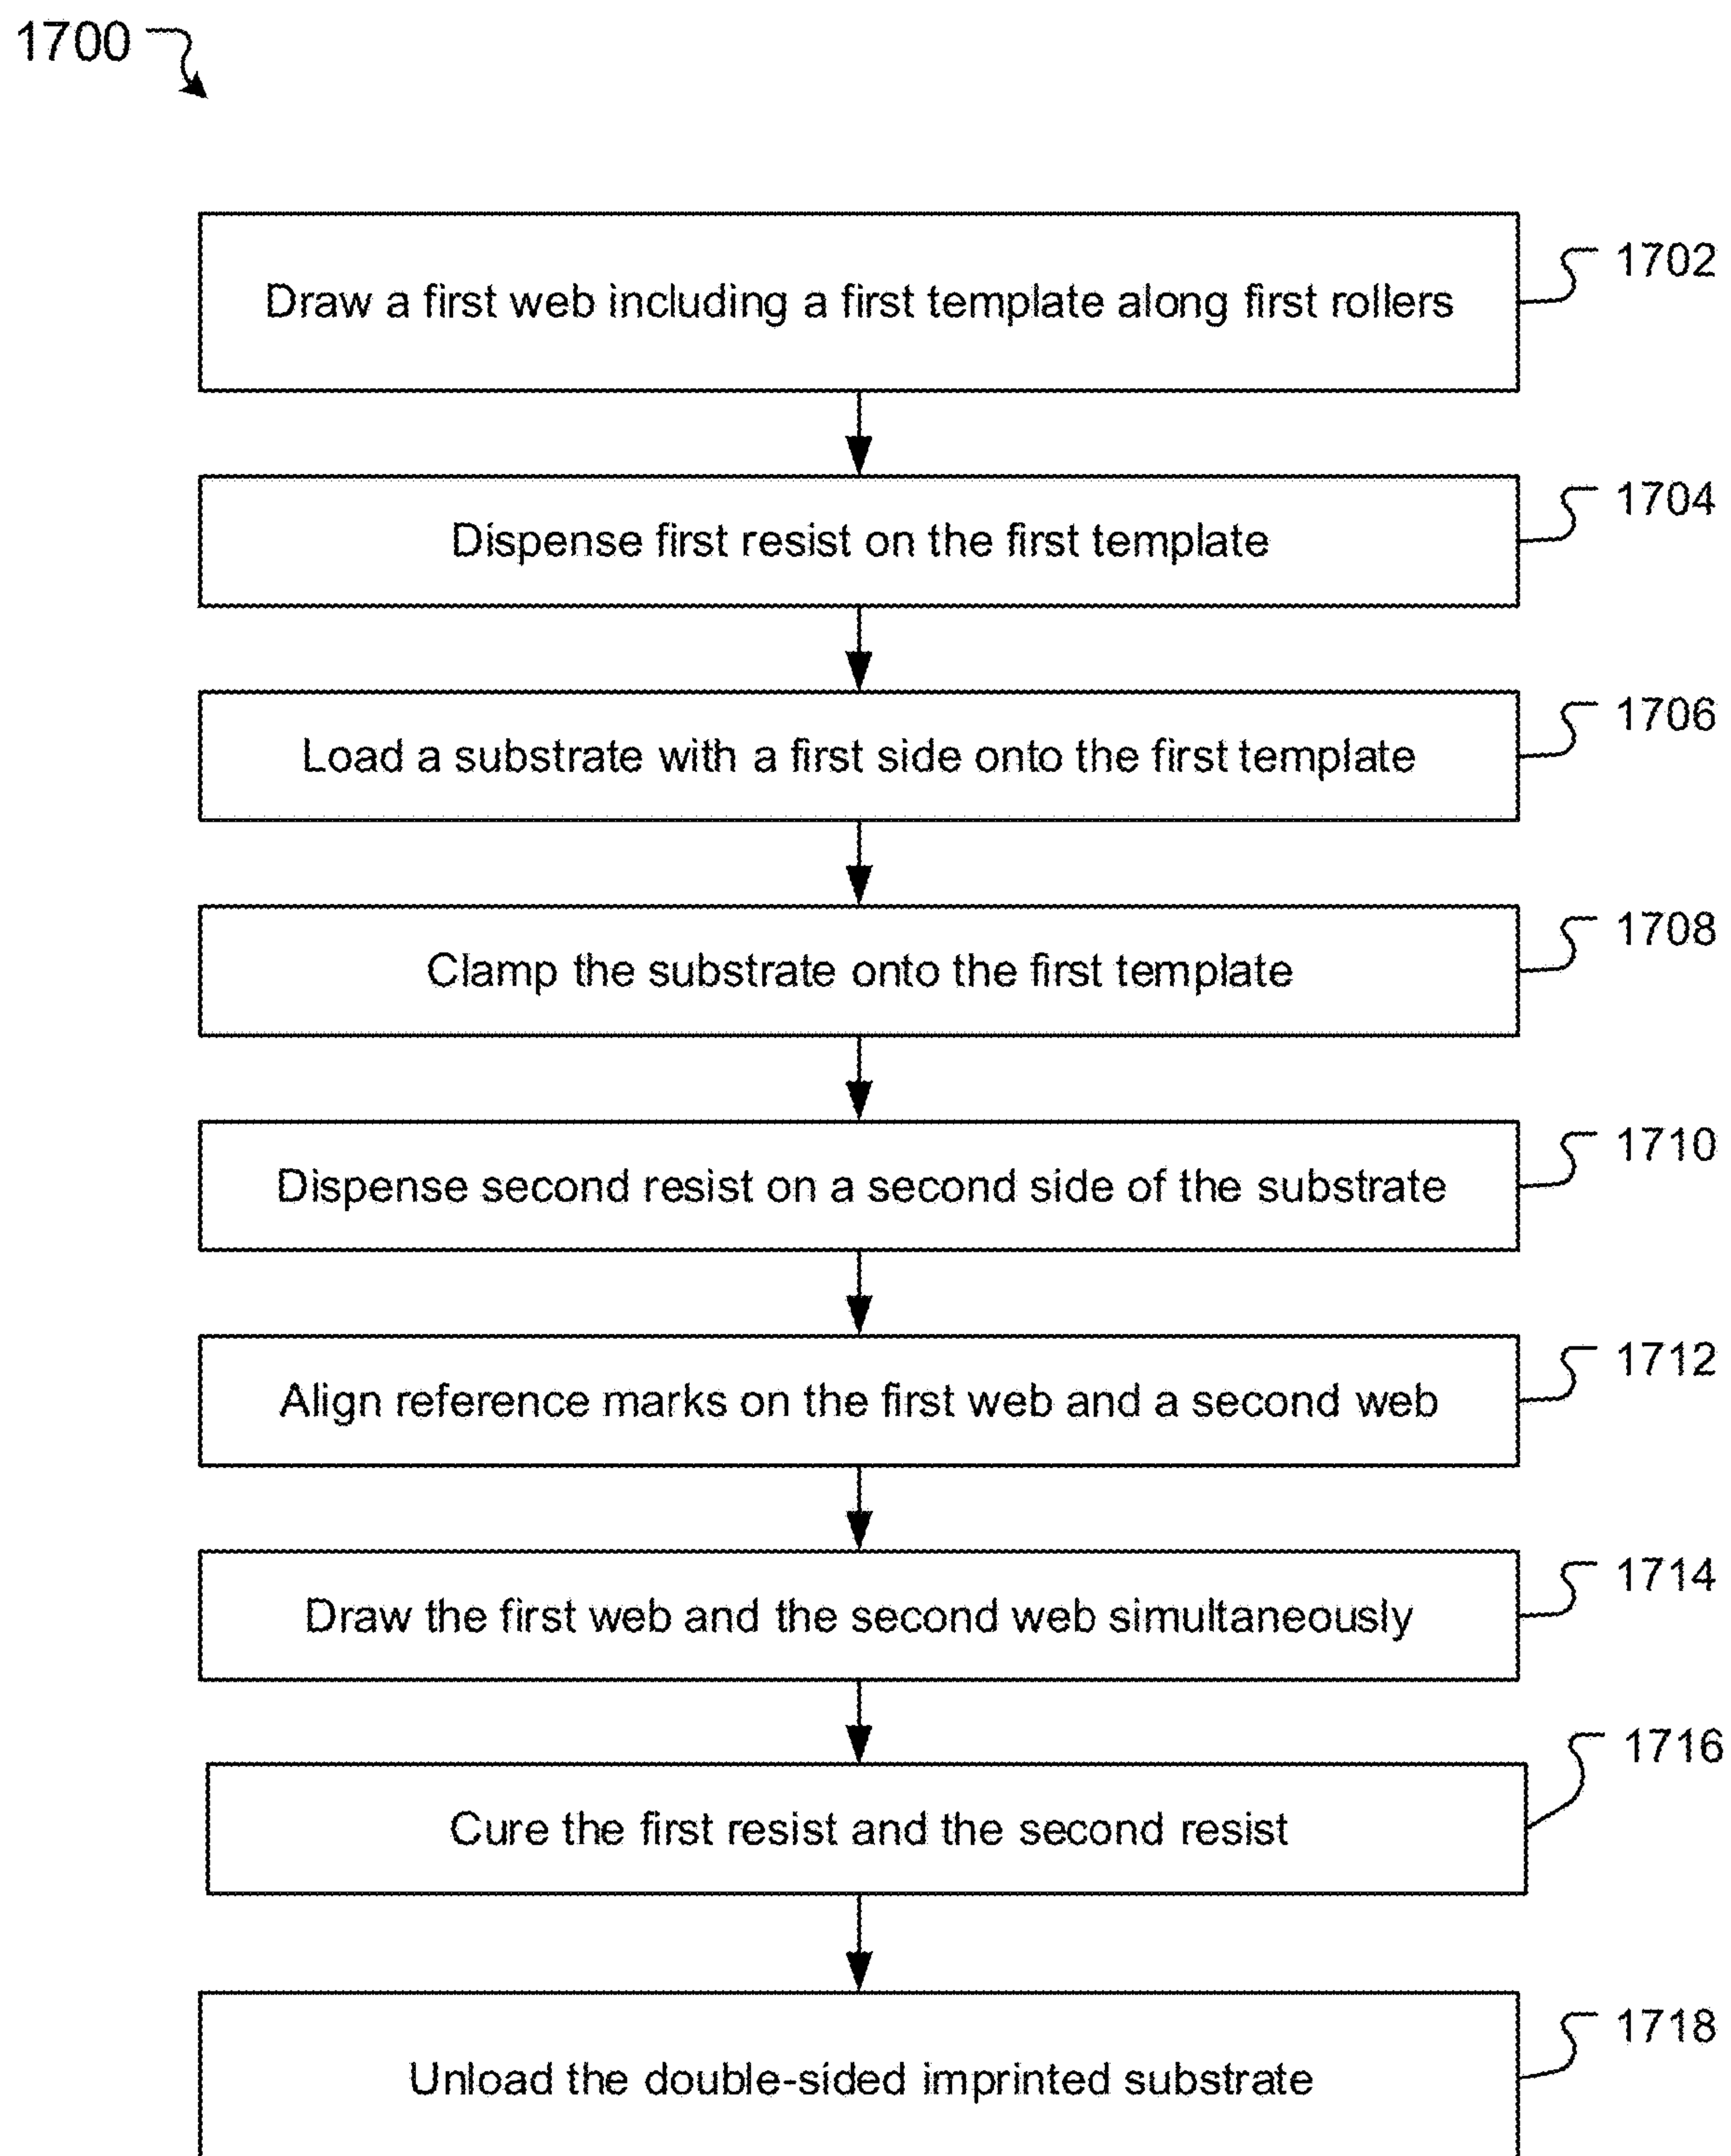 1700
Draw a first web including a first template along first rollers
1702
Dispense first resist on the first template
1704
Load a substrate with a first side onto the first template
1706
Clamp the substrate onto the first template
1708
Dispense second resist on a second side of the substrate
1710
Align reference marks on the first web and a second web
1712
Draw the first web and the second web simultaneously
1714
Cure the first resist and the second resist
1716
Unload the double-sided imprinted substrate
1718